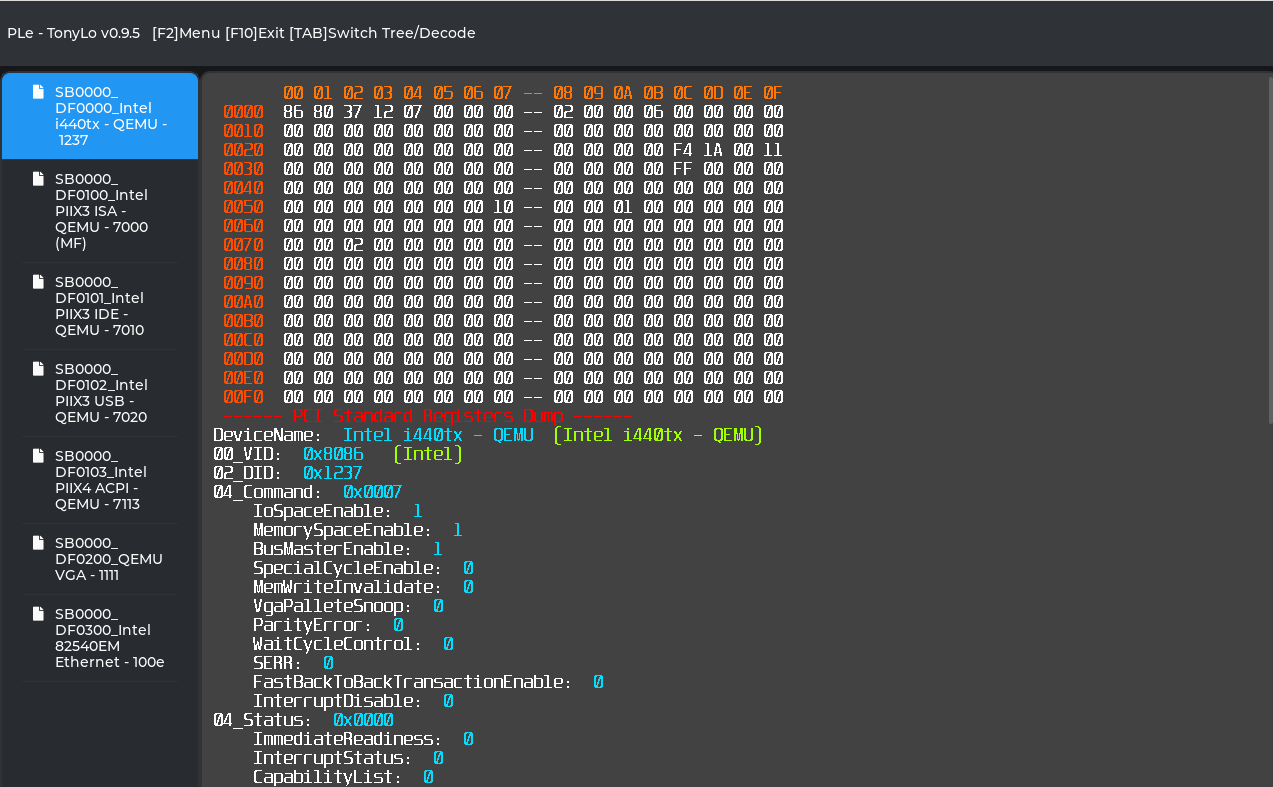 PLe - TonyLo v0.9.5   [F2]Menu [F10]Exit [TAB]Switch Tree/Decode
SB0000_
DF0000_Intel
i440tx - QEMU -
1237
SB0000_
DF0100_Intel
PIIX3 ISA -
QEMU - 7000
(MF)
SB0000_
DF0101_Intel
PIIX3 IDE -
QEMU - 7010
SB0000_
DF0102_Intel
PIIX3 USB -
QEMU - 7020
SB0000_
DF0103_Intel
PIIX4 ACPI -
QEMU - 7113
SB0000_
DF0200_QEMU
VGA - 1111
SB0000_
DF0300_Intel
82540EM
Ethernet - 100e
00 01 02 03 04 05 06 07 -- 08 09 0A 0B 0C 0D 0E 0F
0000  86 80 37 12 07 00 00 00 -- 02 00 00 06 00 00 00 00
0010  00 00 00 00 00 00 00 00 -- 00 00 00 00 00 00 00 00
0020  00 00 00 00 00 00 00 00 -- 00 00 00 00 F4 1A 00 11
0030  00 00 00 00 00 00 00 00 -- 00 00 00 00 FF 00 00 00
0040  00 00 00 00 00 00 00 00 -- 00 00 00 00 00 00 00 00
0050  00 00 00 00 00 00 00 10 -- 00 00 01 00 00 00 00 00
0060  00 00 00 00 00 00 00 00 -- 00 00 00 00 00 00 00 00
0070  00 00 02 00 00 00 00 00 -- 00 00 00 00 00 00 00 00
0080  00 00 00 00 00 00 00 00 -- 00 00 00 00 00 00 00 00
0090  00 00 00 00 00 00 00 00 -- 00 00 00 00 00 00 00 00
00A0  00 00 00 00 00 00 00 00 -- 00 00 00 00 00 00 00 00
00B0  00 00 00 00 00 00 00 00 -- 00 00 00 00 00 00 00 00
00C0  00 00 00 00 00 00 00 00 -- 00 00 00 00 00 00 00 00
00D0  00 00 00 00 00 00 00 00 -- 00 00 00 00 00 00 00 00
00E0  00 00 00 00 00 00 00 00 -- 00 00 00 00 00 00 00 00
00F0  00 00 00 00 00 00 00 00 -- 00 00 00 00 00 00 00 00
------ PCI Standard Registers Dump ------
DeviceName:  Intel i440tx - QEMU  (Intel i440tx - QEMU)
00_VID:  0x8086   (Intel)
02_DID:  0x1237
04_Command:  0x0007
IoSpaceEnable:  1
MemorySpaceEnable:  1
BusMasterEnable:  1
SpecialCycleEnable:  0
MemWriteInvalidate:  0
VgaPalleteSnoop:  0
ParityError:  0
WaitCycleControl:  0
SERR:  0
FastBackToBackTransactionEnable:  0
InterruptDisable:  0
04_Status:  0x0000
ImmediateReadiness:  0
InterruptStatus:  0
CapabilityList:  0